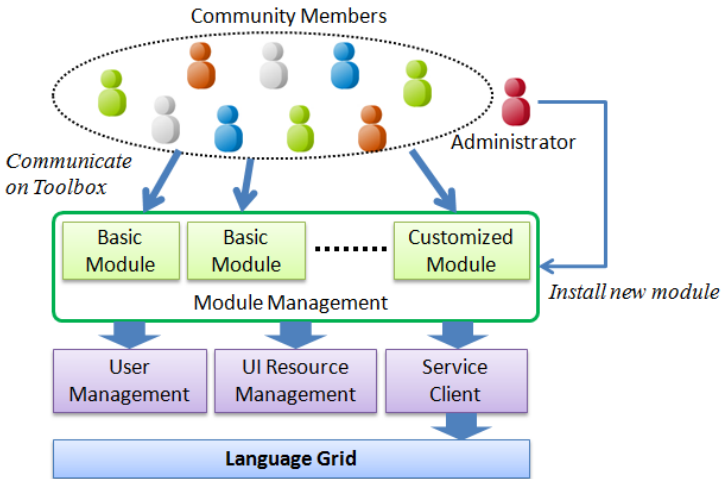 Community Members
Administrator
Communicate
on Toolbox
Basic
Module
Basic
Module
Customized
Module
Module Management
Install new module
User
Management
UI Resource
Management
Service
Client
Language Grid